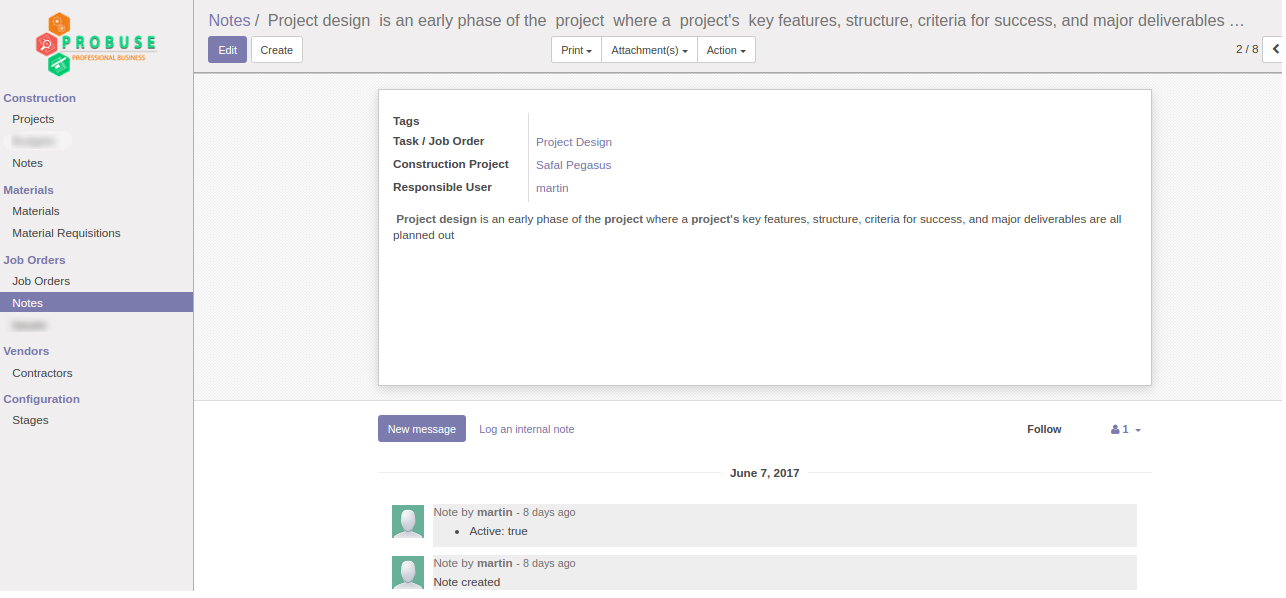 PROBUSE
PROFESSIONAL BUSINESS
Construction
Projects
Notes
Materials
Materials
Material Requisitions
Job Orders
Job Orders
Notes
Vendors
Contractors
Configuration
Stages
Notes / Project design is an early phase of the project where a project's key features, structure, criteria for success, and major deliverables …
Edit Create Print Attachment(s) Action 2 / 8
Tags
Task / Job Order Project Design
Construction Project Safal Pegasus
Responsible User martin
Project design is an early phase of the project where a project's key features, structure, criteria for success, and major deliverables are all
planned out
New message Log an internal note Follow 1
June 7, 2017
Note by martin - 8 days ago
• Active: true
Note by martin - 8 days ago
Note created